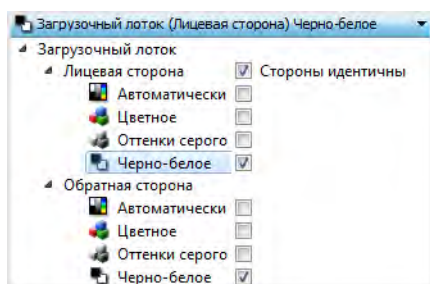 Загрузочный лоток (Лицевая сторона) Черно-белое
Загрузочный лоток
Лицевая сторона Стороны идентичны
Автоматически
Цветное
Оттенки серого
Черно-белое
Обратная сторона
Автоматически
Цветное
Оттенки серого
Черно-белое